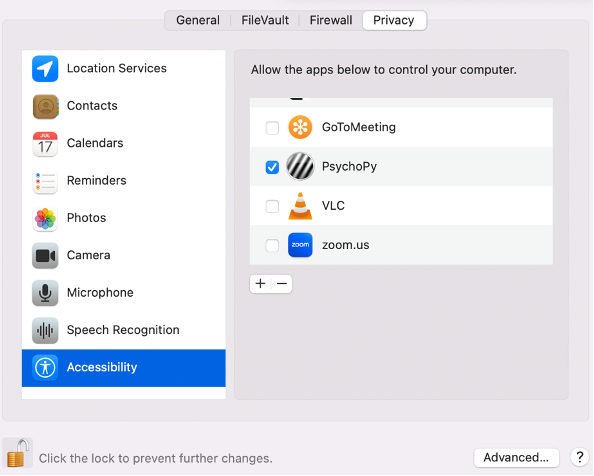 General
FileVault
Firewall
Privacy
Location Services
Contacts
JUL
17
Calendars
Reminders
Photos
Camera
Microphone
Speech Recognition
Accessibility
Allow the apps below to control your computer.
GoToMeeting
PsychoPy
VLC
zoom
zoom.us
+ −
Click the lock to prevent further changes.
Advanced...
?